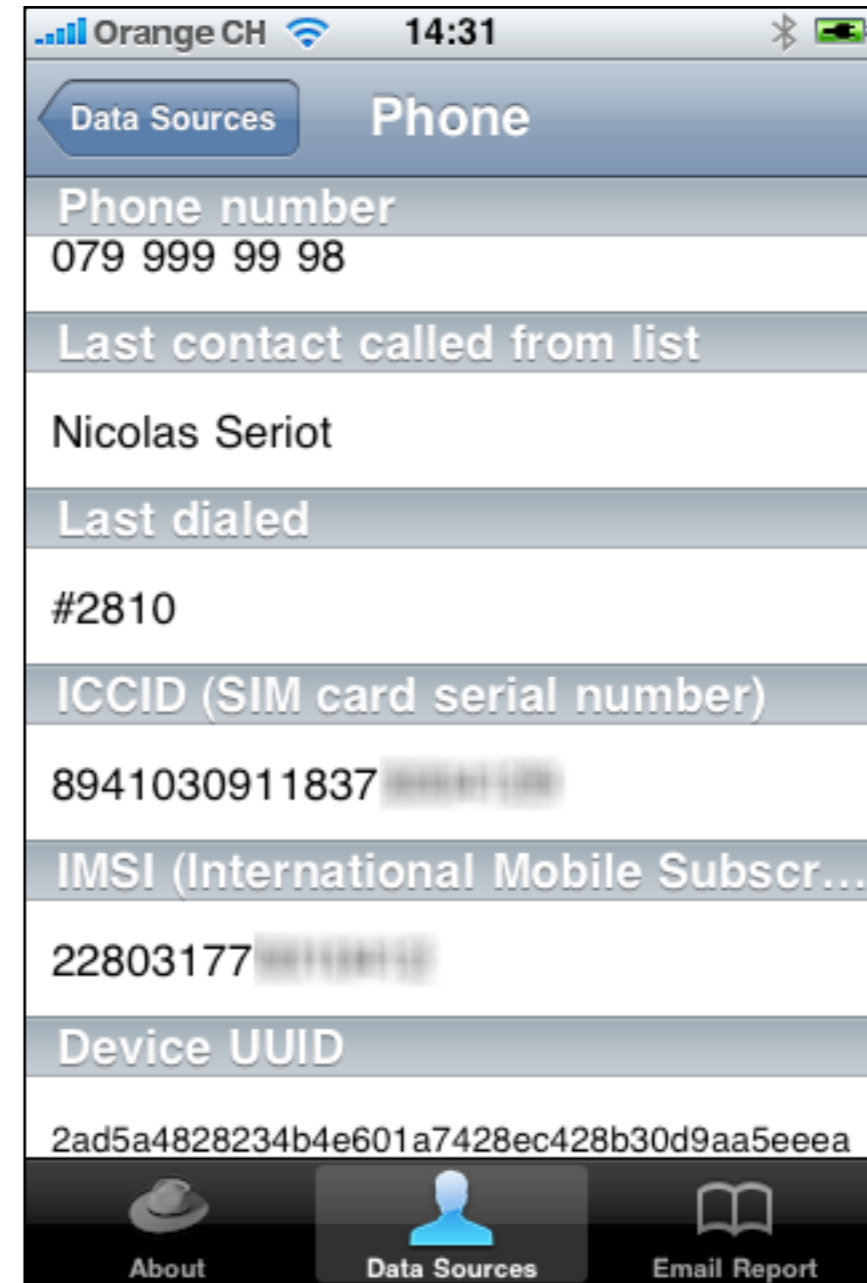 Orange CH 14:31
Data Sources Phone
Phone number
079 999 99 98
Last contact called from list
Nicolas Seriot
Last dialed
#2810
ICCID (SIM card serial number)
8941030911837
IMSI (International Mobile Subscr...
22803177
Device UUID
2ad5a4828234b4e601a7428ec428b30d9aa5eeea
About Data Sources Email Report